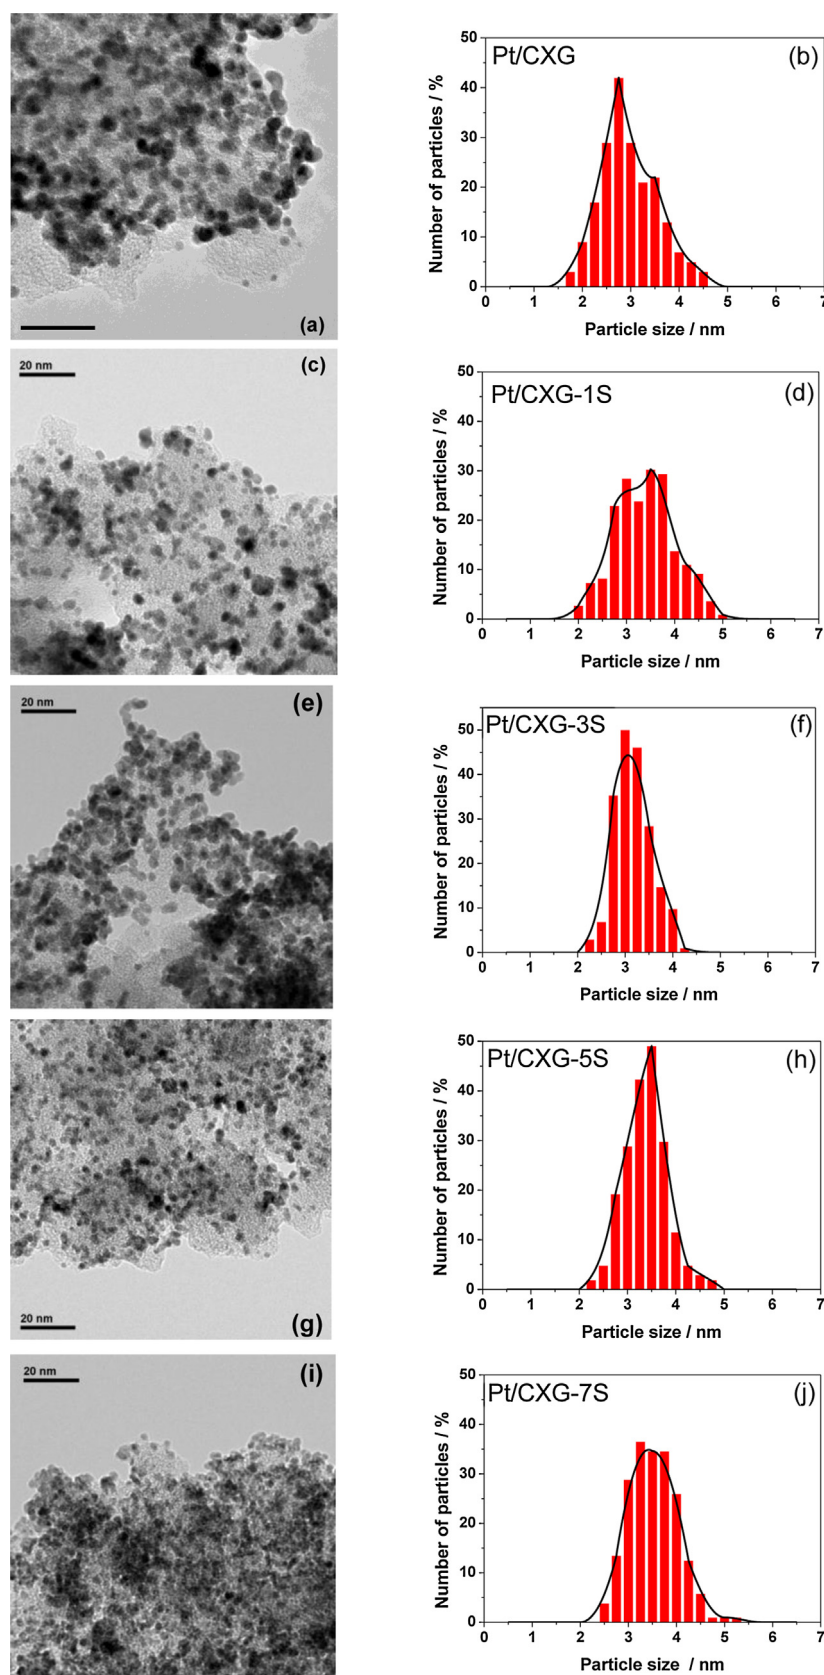 (a)
Pt/CXG
(b)
Number of particles / %
50
40
30
20
10
0
0 1 2 3 4 5 6 7
Particle size / nm
20 nm
(c)
Pt/CXG-1S
(d)
Number of particles / %
50
40
30
20
10
0
0 1 2 3 4 5 6 7
Particle size / nm
20 nm
(e)
Pt/CXG-3S
(f)
Number of particles / %
50
40
30
20
10
0
0 1 2 3 4 5 6 7
Particle size / nm
20 nm
(g)
Pt/CXG-5S
(h)
Number of particles / %
50
40
30
20
10
0
0 1 2 3 4 5 6 7
Particle size / nm
20 nm
(i)
Pt/CXG-7S
(j)
Number of particles / %
50
40
30
20
10
0
0 1 2 3 4 5 6 7
Particle size / nm